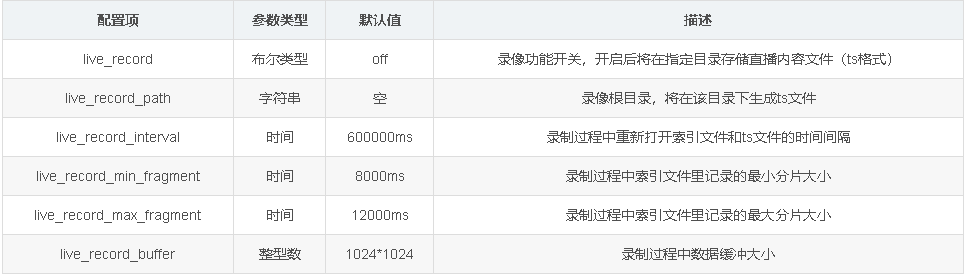 配置项 参数类型 默认值 描述
live_record 布尔类型 off 录像功能开关，开启后将在指定目录存储直播内容文件（ts格式）
live_record_path 字符串 空 录像根目录，将在该目录下生成ts文件
live_record_interval 时间 600000ms 录制过程中重新打开索引文件和ts文件的时间间隔
live_record_min_fragment 时间 8000ms 录制过程中索引文件里记录的最小分片大小
live_record_max_fragment 时间 12000ms 录制过程中索引文件里记录的最大分片大小
live_record_buffer 整型数 1024*1024 录制过程中数据缓冲大小